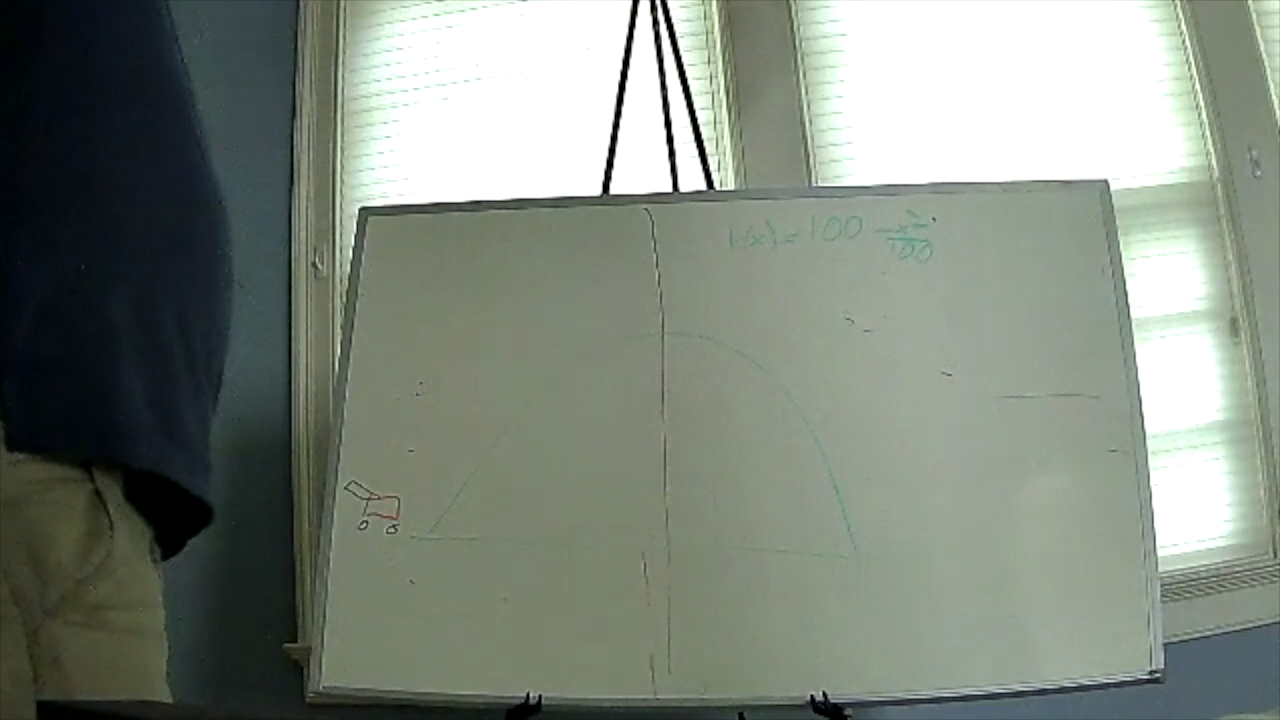 h(x) = 100 - x²/100